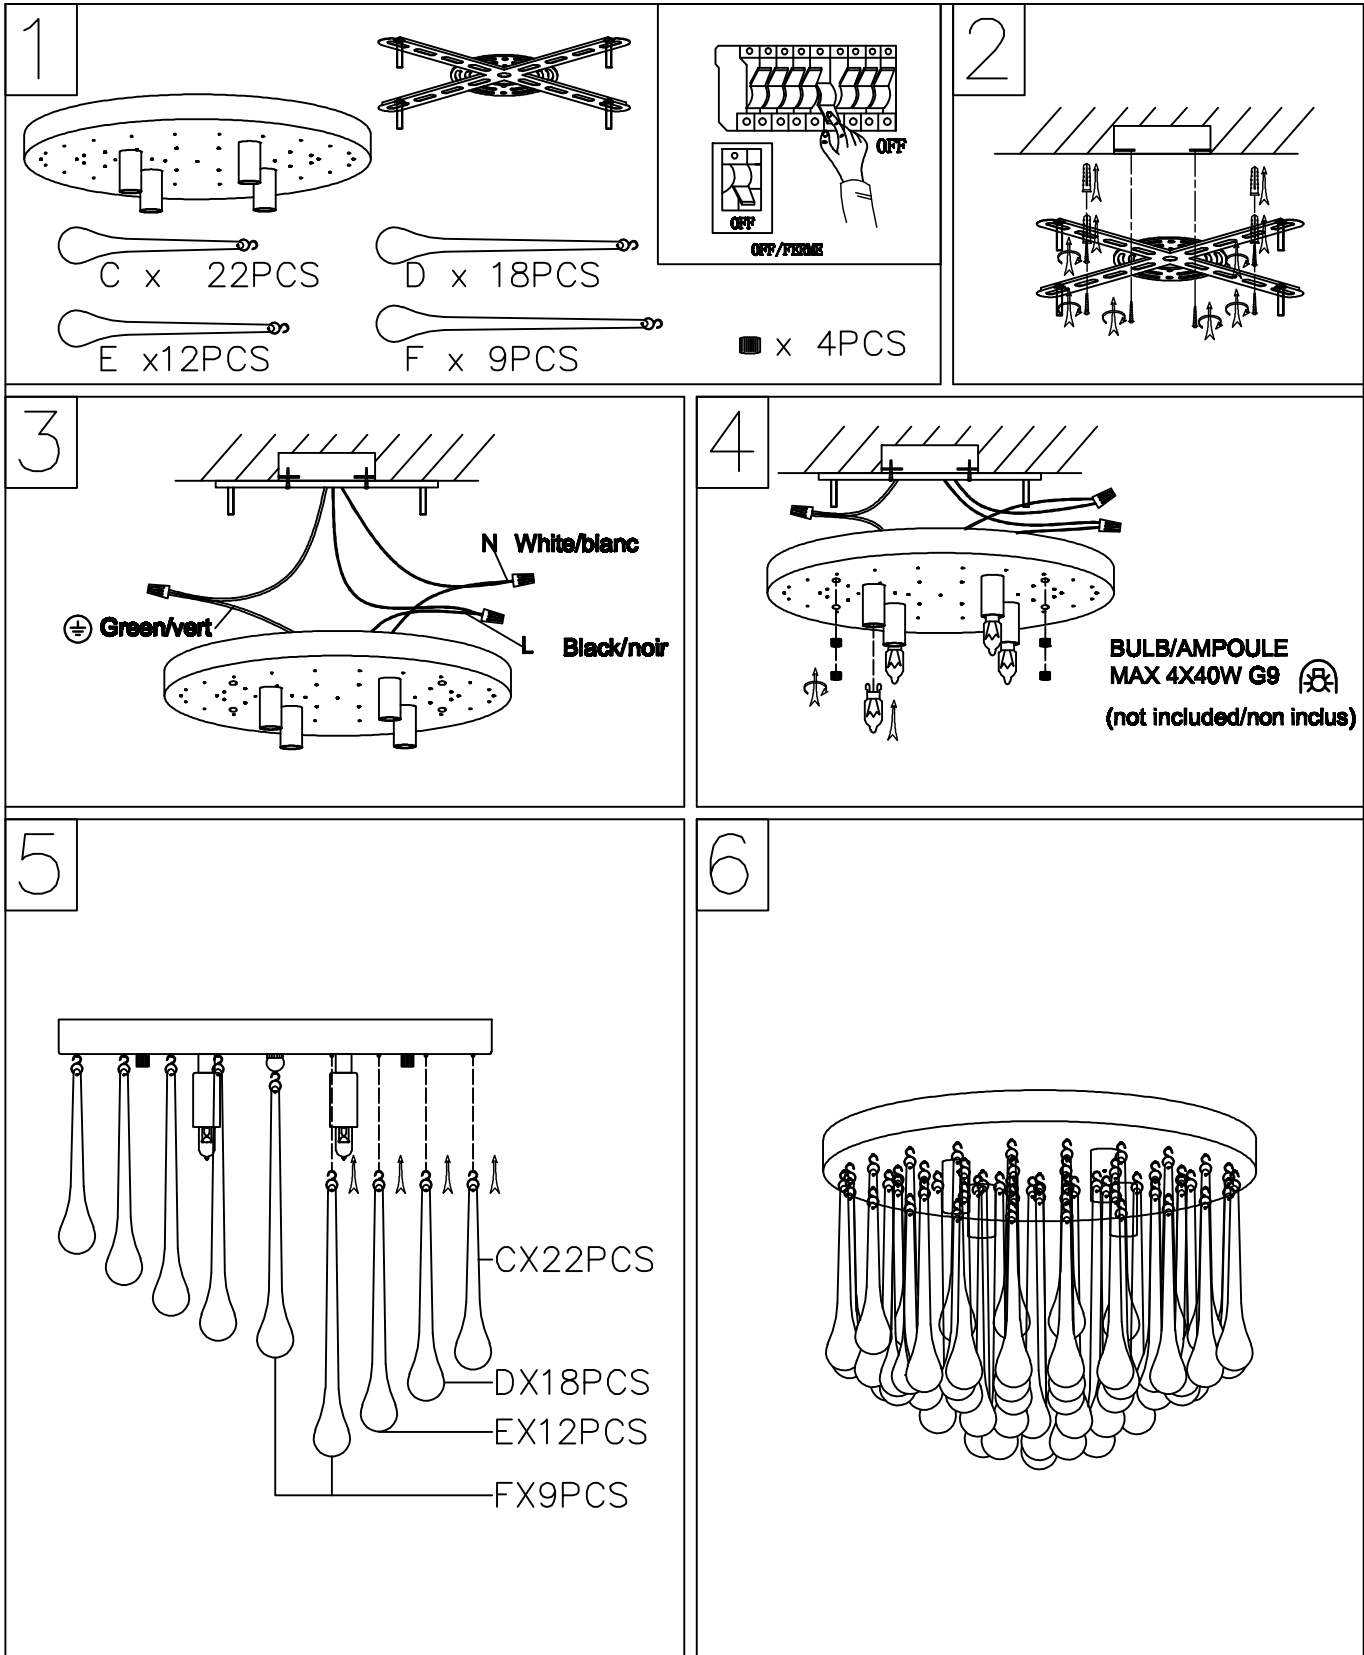 1
OFF
OFF
OFF/FERME
C x 22PCS
D x 18PCS
E x12PCS
F x 9PCS
x 4PCS
2
3
N White/blanc
Green/vert
L Black/noir
4
BULB/AMPOULE
MAX 4X40W G9
(not included/non inclus)
5
CX22PCS
DX18PCS
EX12PCS
FX9PCS
6